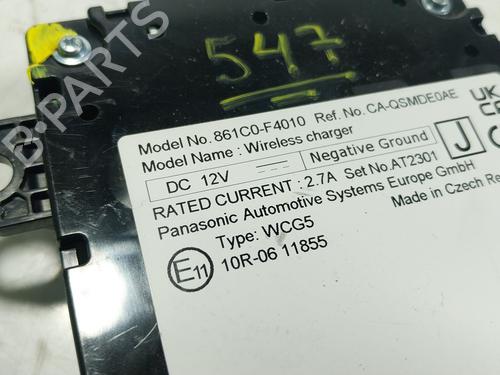 B-PARTS
547
Model No. 861C0-F4010 Ref. No. CA-QSMDE0AE
Model Name : Wireless charger
DC 12V Negative Ground
J
UK
RATED CURRENT : 2.7A Set No.AT2301
Panasonic Automotive Systems Europe GmbH
Type: WCG5 Made in Czech Re
E11
10R-06 11855